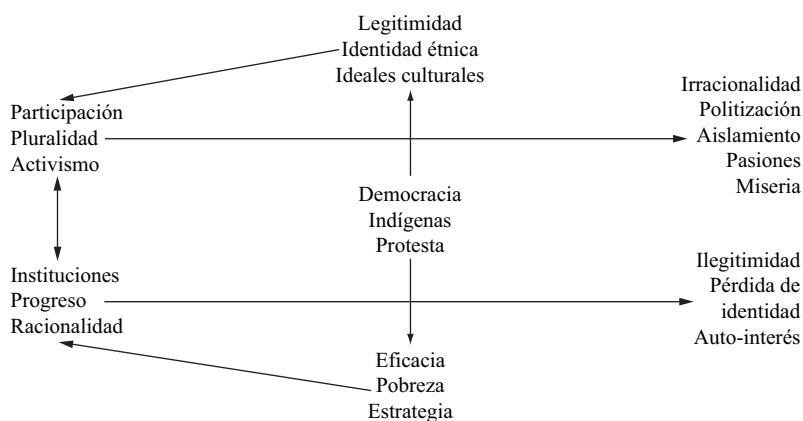 Legitimidad
Identidad étnica
Ideales culturales
Participación
Pluralidad
Activismo
Irracionalidad
Politización
Aislamiento
Pasiones
Miseria
Democracia
Indígenas
Protesta
Instituciones
Progreso
Racionalidad
Ilegitimidad
Pérdida de
identidad
Auto-interés
Eficacia
Pobreza
Estrategia